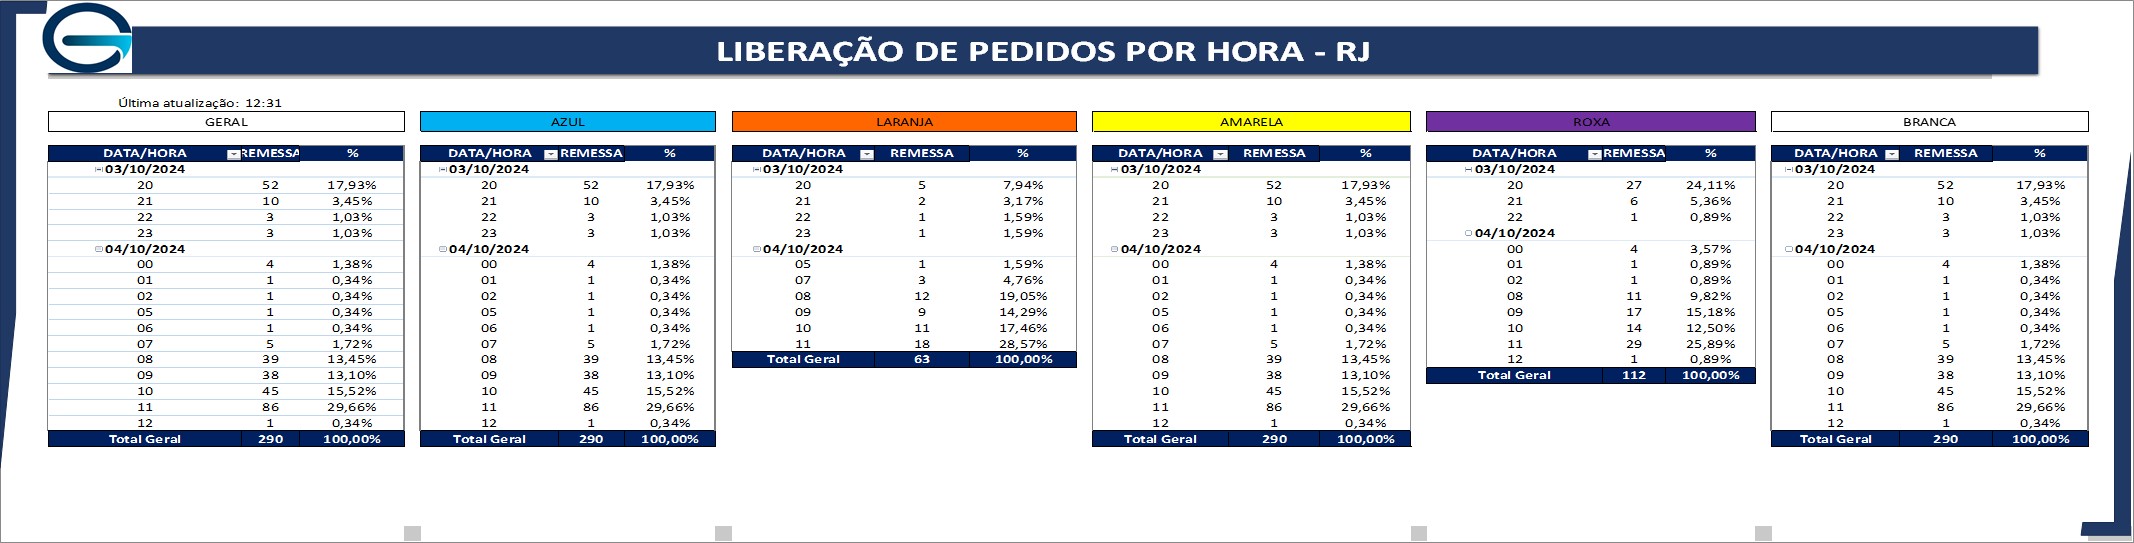 LIBERAÇÃO DE PEDIDOS POR HORA - RJ
Última atualização: 12:31
GERAL
DATA/HORA REMESSA %
03/10/2024
20 52 17,93%
21 10 3,45%
22 3 1,03%
23 3 1,03%
04/10/2024
00 4 1,38%
01 1 0,34%
02 1 0,34%
05 1 0,34%
06 1 0,34%
07 5 1,72%
08 39 13,45%
09 38 13,10%
10 45 15,52%
11 86 29,66%
12 1 0,34%
Total Geral 290 100,00%
AZUL
DATA/HORA REMESSA %
03/10/2024
20 52 17,93%
21 10 3,45%
22 3 1,03%
23 3 1,03%
04/10/2024
00 4 1,38%
01 1 0,34%
02 1 0,34%
05 1 0,34%
06 1 0,34%
07 5 1,72%
08 39 13,45%
09 38 13,10%
10 45 15,52%
11 86 29,66%
12 1 0,34%
Total Geral 290 100,00%
LARANJA
DATA/HORA REMESSA %
03/10/2024
20 5 7,94%
21 2 3,17%
22 1 1,59%
23 1 1,59%
04/10/2024
05 1 1,59%
07 3 4,76%
08 12 19,05%
09 9 14,29%
10 11 17,46%
11 18 28,57%
Total Geral 63 100,00%
AMARELA
DATA/HORA REMESSA %
03/10/2024
20 52 17,93%
21 10 3,45%
22 3 1,03%
23 3 1,03%
04/10/2024
00 4 1,38%
01 1 0,34%
02 1 0,34%
05 1 0,34%
06 1 0,34%
07 5 1,72%
08 39 13,45%
09 38 13,10%
10 45 15,52%
11 86 29,66%
12 1 0,34%
Total Geral 290 100,00%
ROXA
DATA/HORA REMESSA %
03/10/2024
20 27 24,11%
21 6 5,36%
22 1 0,89%
04/10/2024
00 4 3,57%
01 1 0,89%
02 1 0,89%
08 11 9,82%
09 17 15,18%
10 14 12,50%
11 29 25,89%
12 1 0,89%
Total Geral 112 100,00%
BRANCA
DATA/HORA REMESSA %
03/10/2024
20 52 17,93%
21 10 3,45%
22 3 1,03%
23 3 1,03%
04/10/2024
00 4 1,38%
01 1 0,34%
02 1 0,34%
05 1 0,34%
06 1 0,34%
07 5 1,72%
08 39 13,45%
09 38 13,10%
10 45 15,52%
11 86 29,66%
12 1 0,34%
Total Geral 290 100,00%